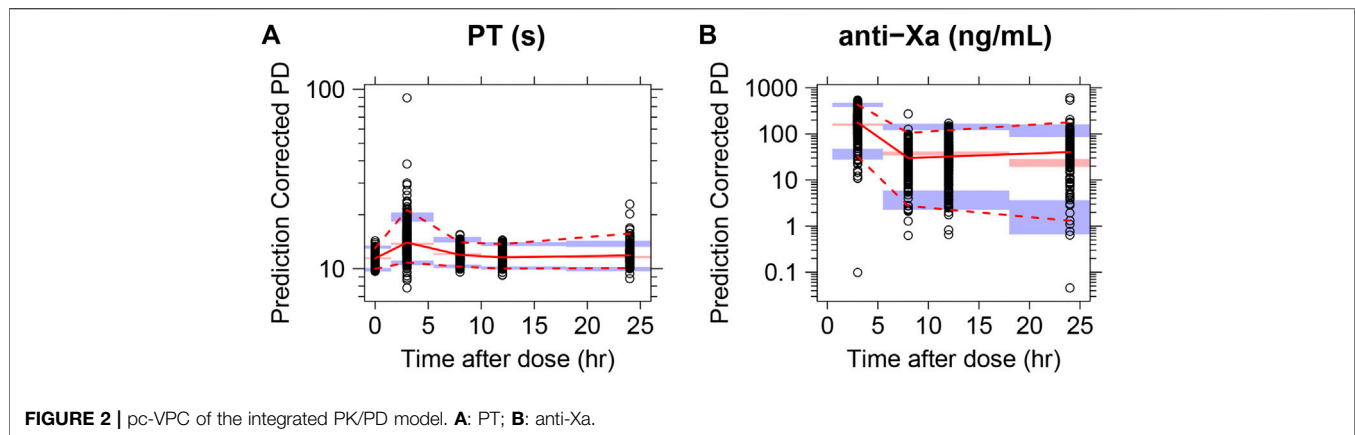 A PT (s)
Prediction Corrected PD
100
10
0 5 10 15 20 25
Time after dose (hr)
B anti−Xa (ng/mL)
Prediction Corrected PD
1000
100
10
1
0.1
0 5 10 15 20 25
Time after dose (hr)
FIGURE 2 | pc-VPC of the integrated PK/PD model. A: PT; B: anti-Xa.